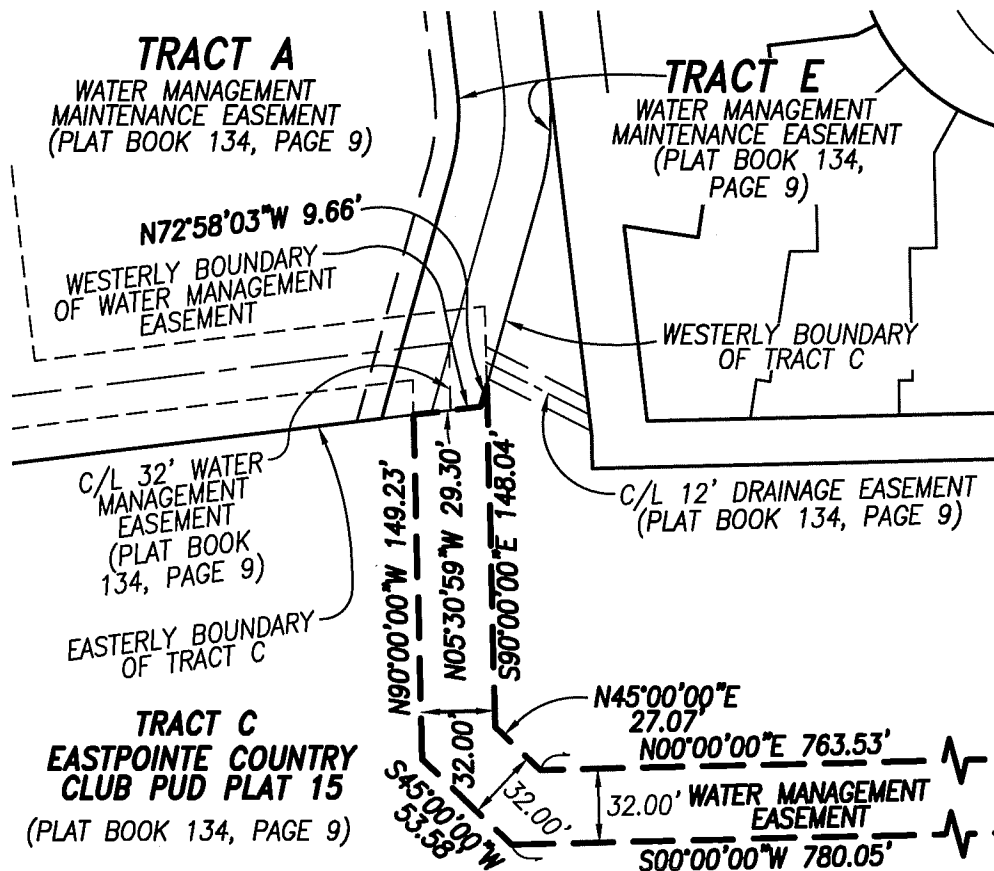 TRACT A
WATER MANAGEMENT
MAINTENANCE EASEMENT
(PLAT BOOK 134, PAGE 9)
TRACT E
WATER MANAGEMENT
MAINTENANCE EASEMENT
(PLAT BOOK 134,
PAGE 9)
N72°58'03"W 9.66'
WESTERLY BOUNDARY
OF WATER MANAGEMENT
EASEMENT
WESTERLY BOUNDARY
OF TRACT C
C/L 32' WATER
MANAGEMENT
EASEMENT
(PLAT BOOK
134, PAGE 9)
C/L 12' DRAINAGE EASEMENT
(PLAT BOOK 134, PAGE 9)
EASTERLY BOUNDARY
OF TRACT C
N90°00'00"W 149.23'
N05°30'59"W 29.30'
S90°00'00"E 148.04'
TRACT C
EASTPOINTE COUNTRY
CLUB PUD PLAT 15
(PLAT BOOK 134, PAGE 9)
N45°00'00"E
27.07'
N00°00'00"E 763.53'
32.00'
S45°00'00"W
53.58'
32.00'
32.00'
WATER MANAGEMENT
EASEMENT
S00°00'00"W 780.05'